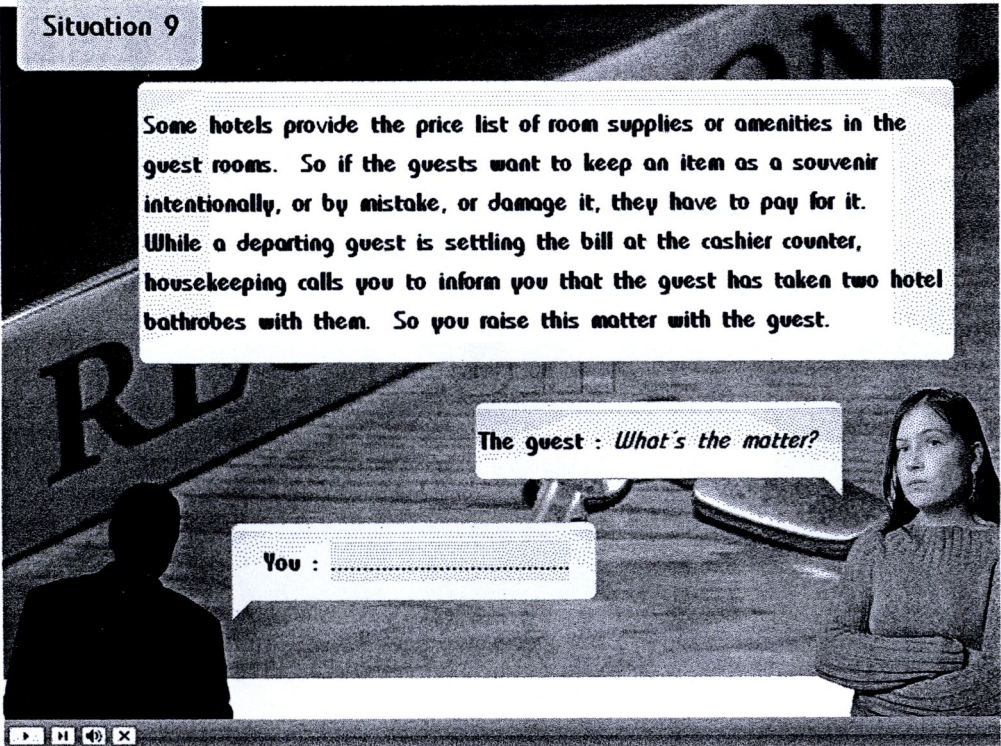 Situation 9
Some hotels provide the price list of room supplies or amenities in the
guest rooms. So if the guests want to keep an item as a souvenir
intentionally, or by mistake, or damage it, they have to pay for it.
While a departing guest is settling the bill at the cashier counter,
housekeeping calls you to inform you that the guest has taken two hotel
bathrobes with them. So you raise this matter with the guest.
The guest : What's the matter?
You : ........................................